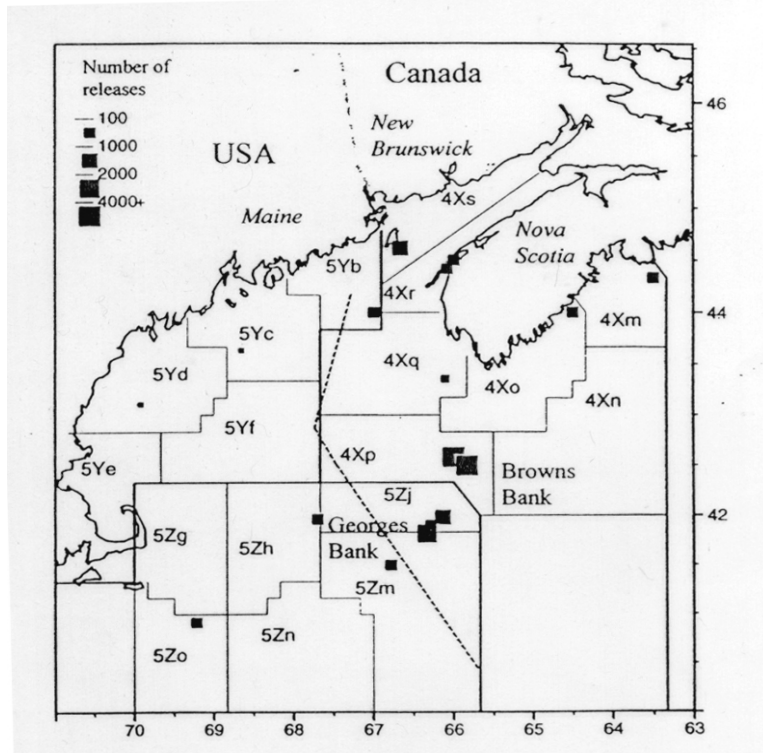 Number of
releases
100
1000
2000
4000+
Canada
New
Brunswick
USA
Maine
Nova
Scotia
4Xs
5Yb
4Xr
5Yc
4Xm
4Xq
5Yd
4Xo
4Xn
5Yf
4Xp
5Ye
Browns
Bank
5Zj
5Zg
5Zh
Georges
Bank
5Zm
5Zn
5Zo
46
44
42
40
70
69
68
67
66
65
64
63